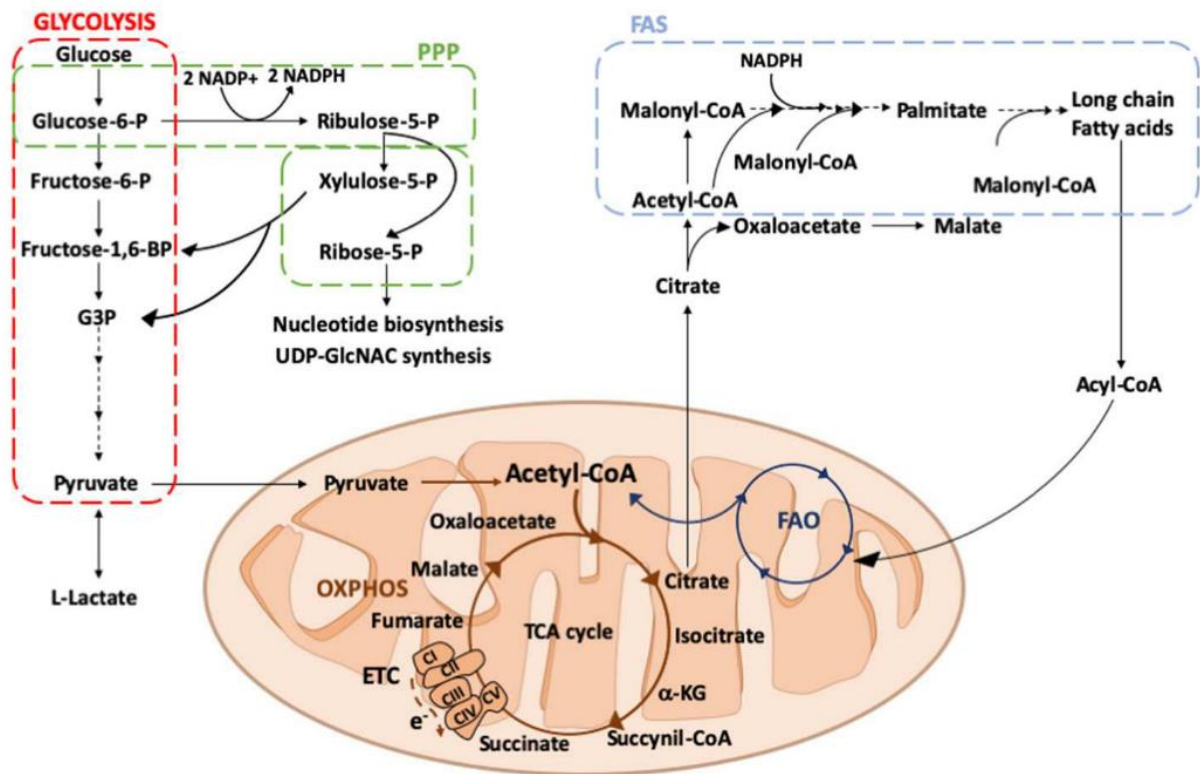 GLYCOLYSIS
Glucose
PPP
2 NADP+ 2 NADPH
Glucose-6-P
Ribulose-5-P
Fructose-6-P
Xylulose-5-P
Fructose-1,6-BP
Ribose-5-P
G3P
Nucleotide biosynthesis
UDP-GlcNAC synthesis
Pyruvate
L-Lactate
FAS
NADPH
Malonyl-CoA
Palmitate
Long chain
Fatty acids
Malonyl-CoA
Malonyl-CoA
Acetyl-CoA
Oxaloacetate
Malate
Citrate
Acyl-CoA
Pyruvate
Acetyl-CoA
Oxaloacetate
FAO
Malate
OXPHOS
Citrate
Fumarate
TCA cycle
Isocitrate
ETC
CI
CII
CIII
CIV
CV
e-
α-KG
Succinate
Succynil-CoA